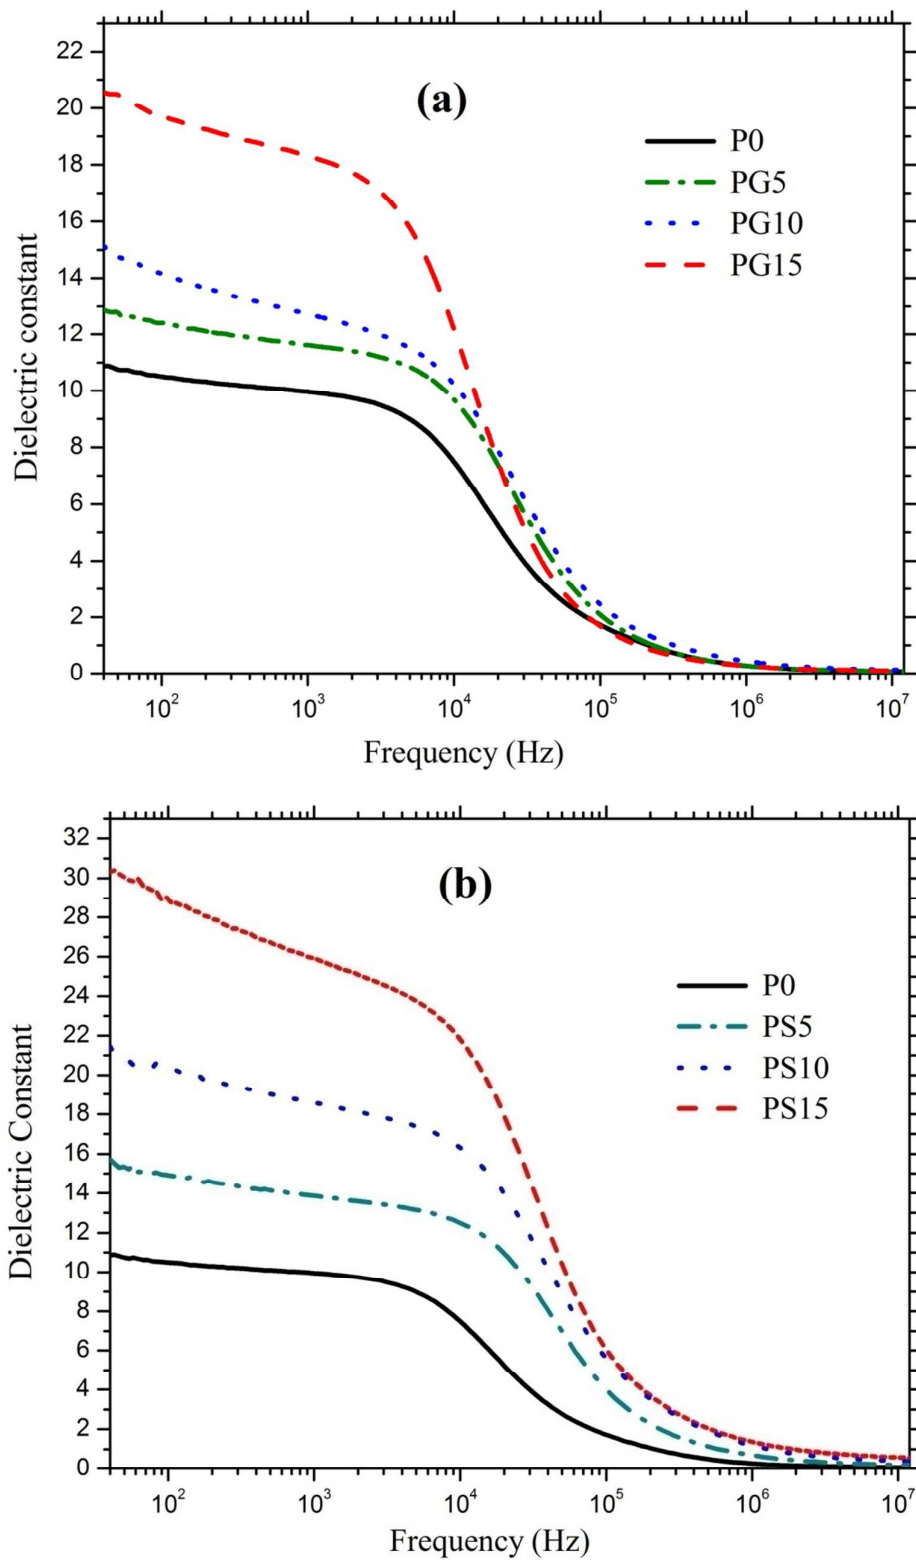 (a)
22
20
18
16
14
12
10
8
6
4
2
0
Dielectric constant
P0
PG5
PG10
PG15
10² 10³ 10⁴ 10⁵ 10⁶ 10⁷
Frequency (Hz)
(b)
32
30
28
26
24
22
20
18
16
14
12
10
8
6
4
2
0
Dielectric Constant
P0
PS5
PS10
PS15
10² 10³ 10⁴ 10⁵ 10⁶ 10⁷
Frequency (Hz)